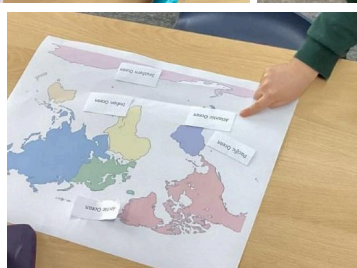 Southern Ocean
Indian Ocean
Atlantic Ocean
Pacific Ocean
Arctic Ocean